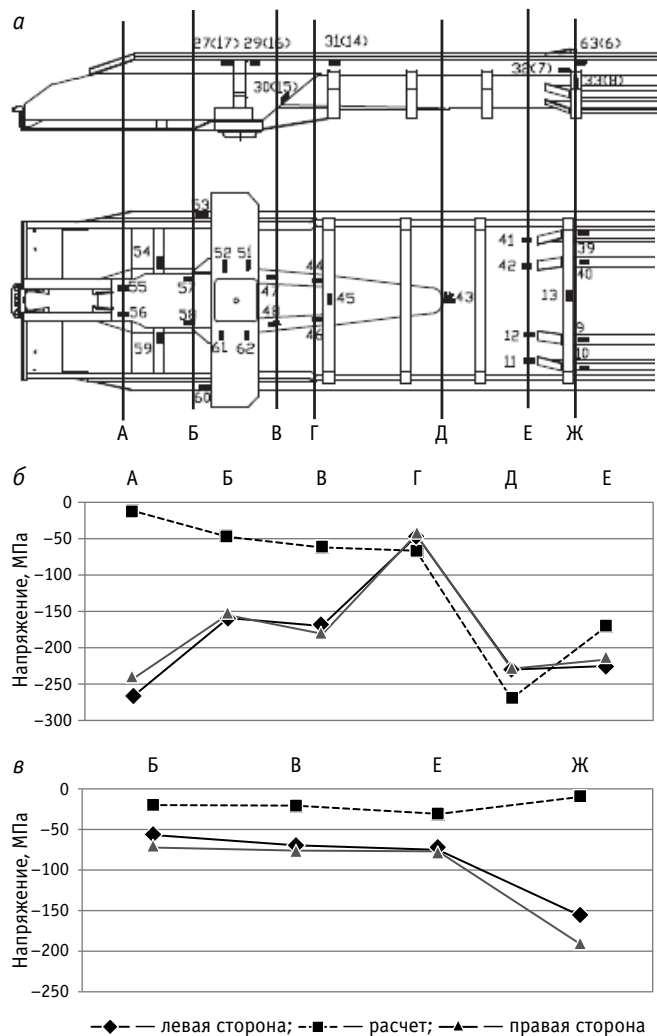 а
27(17) 29(16) 31(14) 63(6)
32(7)
30(15) 33(8)
53
54 52 51 41 39
55 57 47 44 42 40
45 43 13
56 58 48 46 12 9
59 61 62 11 10
60
А Б В Г Д Е Ж
б А Б В Г Д Е
Напряжение, МПа
0
−50
−100
−150
−200
−250
−300
в Б В Е Ж
Напряжение, МПа
0
−50
−100
−150
−200
−250
— левая сторона; — расчет; — правая сторона